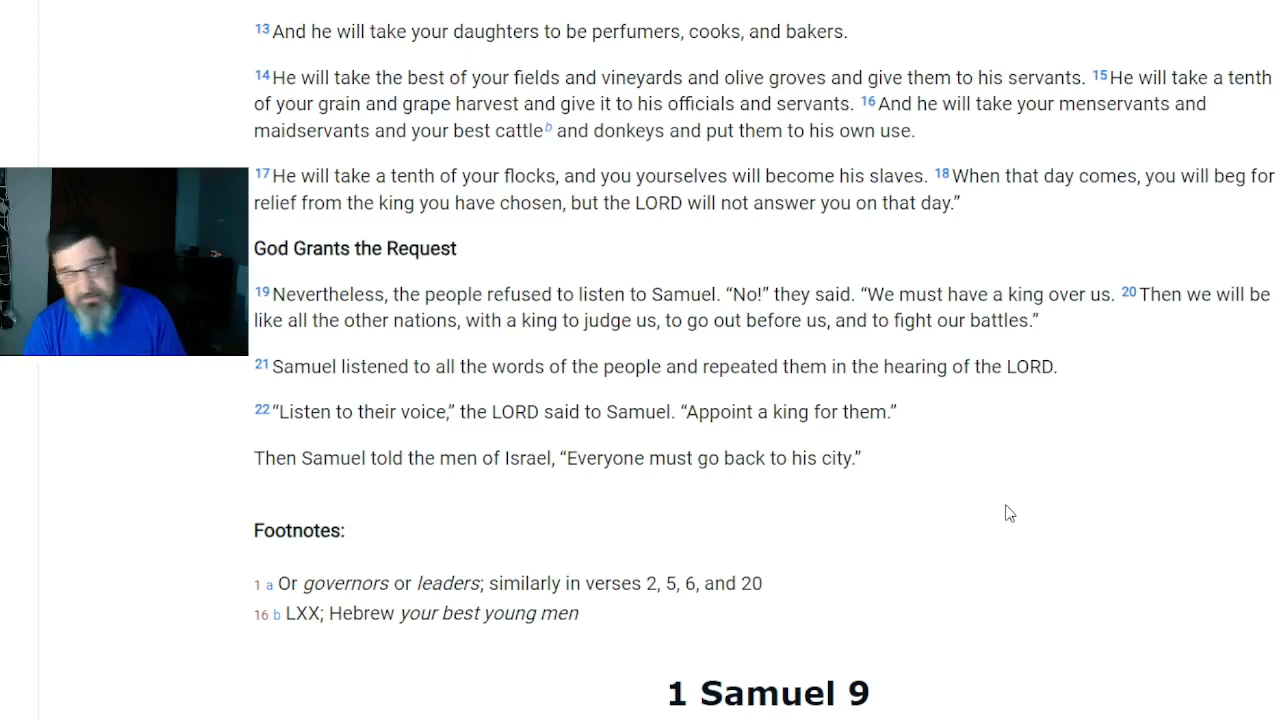 13 And he will take your daughters to be perfumers, cooks, and bakers.
14 He will take the best of your fields and vineyards and olive groves and give them to his servants. 15 He will take a tenth
of your grain and grape harvest and give it to his officials and servants. 16 And he will take your menservants and
maidservants and your best cattle b and donkeys and put them to his own use.
17 He will take a tenth of your flocks, and you yourselves will become his slaves. 18 When that day comes, you will beg for
relief from the king you have chosen, but the LORD will not answer you on that day.”
God Grants the Request
19 Nevertheless, the people refused to listen to Samuel. “No!” they said. “We must have a king over us. 20 Then we will be
like all the other nations, with a king to judge us, to go out before us, and to fight our battles.”
21 Samuel listened to all the words of the people and repeated them in the hearing of the LORD.
22 “Listen to their voice,” the LORD said to Samuel. “Appoint a king for them.”
Then Samuel told the men of Israel, “Everyone must go back to his city.”
Footnotes:
1 a Or governors or leaders; similarly in verses 2, 5, 6, and 20
16 b LXX; Hebrew your best young men
1 Samuel 9